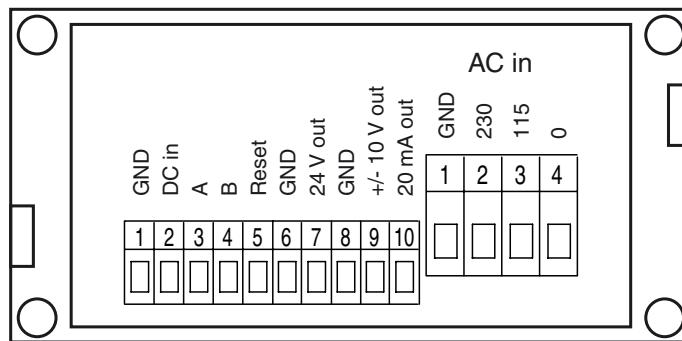 AC in
GND
230
115
0
1 2 3 4
GND
DC in
A
B
Reset
GND
24 V out
GND
+/- 10 V out
20 mA out
1 2 3 4 5 6 7 8 9 10